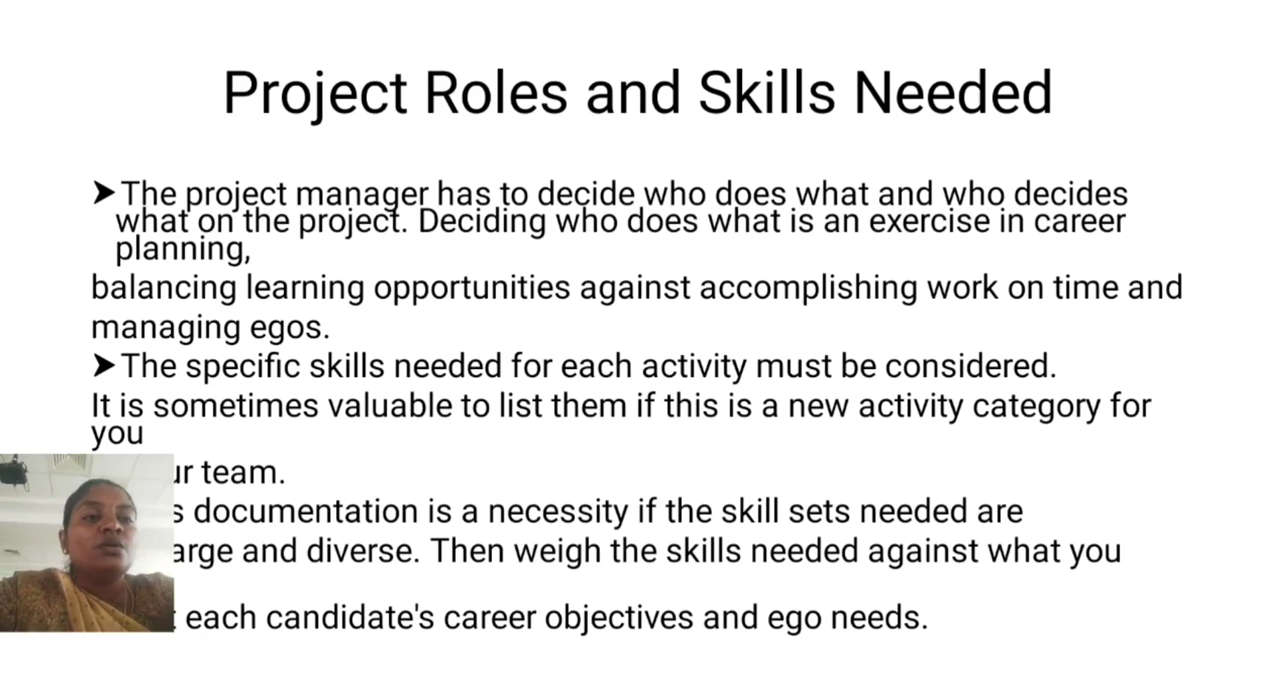 Project Roles and Skills Needed
➤The project manager has to decide who does what and who decides
what on the project. Deciding who does what is an exercise in career
planning,
balancing learning opportunities against accomplishing work on time and
managing egos.
➤The specific skills needed for each activity must be considered.
It is sometimes valuable to list them if this is a new activity category for
you
team.
documentation is a necessity if the skill sets needed are
and diverse. Then weigh the skills needed against what you
each candidate's career objectives and ego needs.